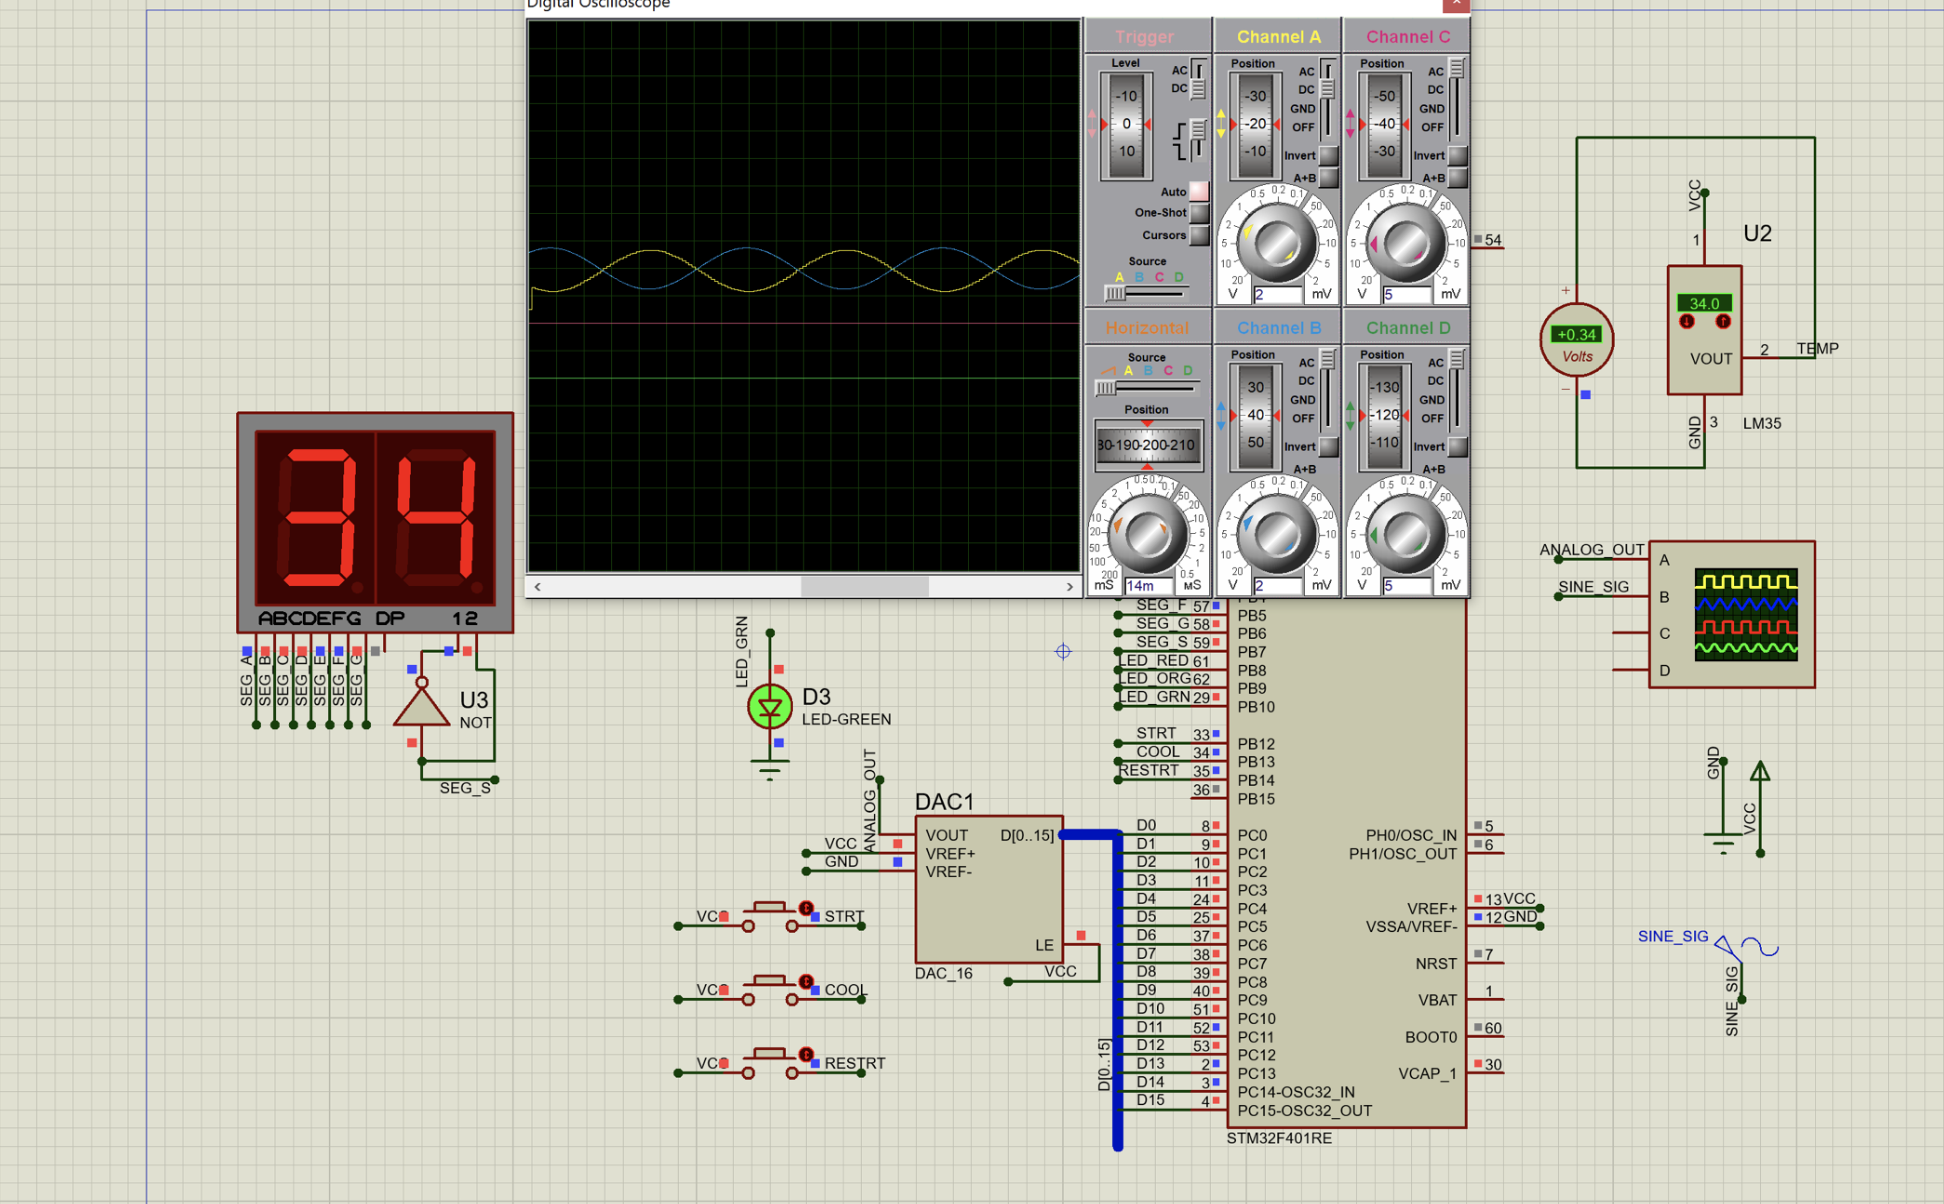 Digital Oscilloscope
Trigger
Level
-10
0
10
AC
DC
Auto
One-Shot
Cursors
Source
A B C D
Channel A
Position
-30
-20
-10
AC
DC
GND
OFF
Invert
A+B
V 2 mV
Channel C
Position
-50
-40
-30
AC
DC
GND
OFF
Invert
A+B
V 5 mV
Horizontal
Source
A B C D
Position
-190-200-210
mS 14m µS
Channel B
Position
30
40
50
AC
DC
GND
OFF
Invert
A+B
V 2 mV
Channel D
Position
-130
-120
-110
AC
DC
GND
OFF
Invert
A+B
V 5 mV
54
VCC
1
U2
34.0
VOUT
2
TEMP
GND
3
LM35
+0.34
Volts
34
ABCDEFG DP 12
SEG_A
SEG_B
SEG_C
SEG_D
SEG_E
SEG_F
SEG_G
U3
NOT
SEG_S
LED_GRN
D3
LED-GREEN
SEG_F 57 PB5
SEG_G 58 PB6
SEG_S 59 PB7
LED_RED 61 PB8
LED_ORG 62 PB9
LED_GRN 29 PB10
STRT 33 PB12
COOL 34 PB13
RESTRT 35 PB14
36 PB15
D0 8 PC0
D1 9 PC1
D2 10 PC2
D3 11 PC3
D4 24 PC4
D5 25 PC5
D6 37 PC6
D7 38 PC7
D8 39 PC8
D9 40 PC9
D10 51 PC10
D11 52 PC11
D12 53 PC12
D13 2 PC13
D14 3 PC14-OSC32_IN
D15 4 PC15-OSC32_OUT
PH0/OSC_IN 5
PH1/OSC_OUT 6
VREF+ 13 VCC
VSSA/VREF- 12 GND
NRST 7
VBAT 1
BOOT0 60
VCAP_1 30
STM32F401RE
D[0..15]
ANALOG_OUT
DAC1
VOUT D[0..15]
VCC VREF+
GND VREF-
LE
VCC
DAC_16
STRT
COOL
RESTRT
ANALOG_OUT A
SINE_SIG B
C
D
GND
VCC
SINE_SIG
SINE_SIG